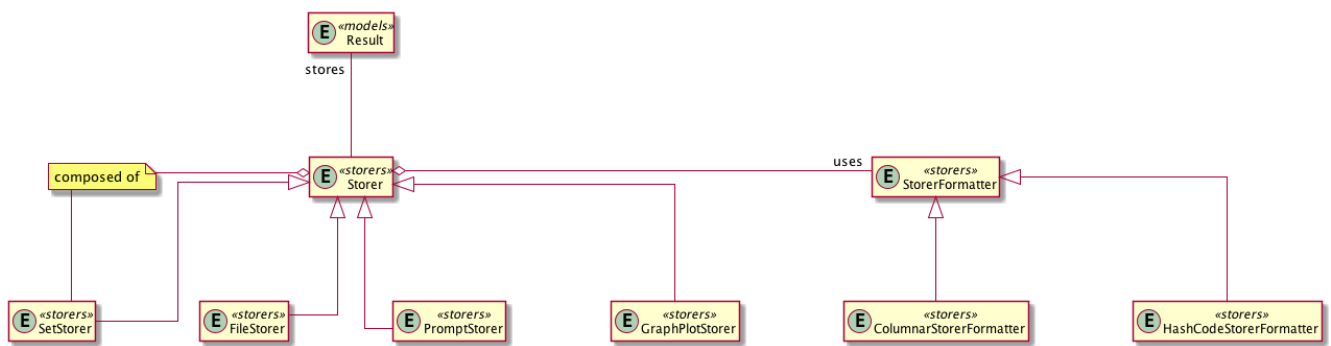 E «models»
Result
stores
composed of
E «storers»
Storer
uses
E «storers»
StorerFormatter
E «storers»
SetStorer
E «storers»
FileStorer
E «storers»
PromptStorer
E «storers»
GraphPlotStorer
E «storers»
ColumnarStorerFormatter
E «storers»
HashCodeStorerFormatter